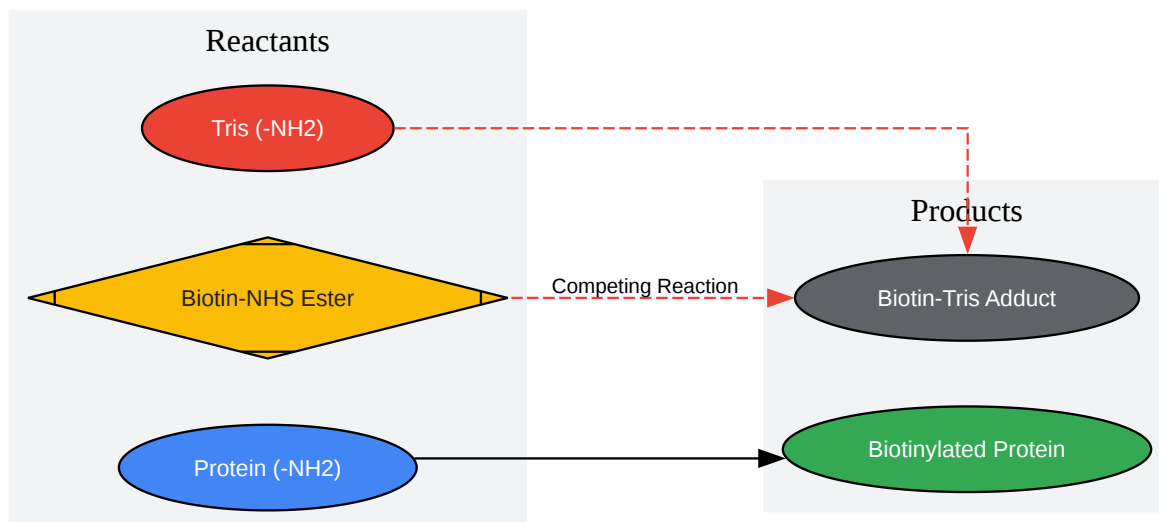 Reactants
Tris (-NH2)
Products
Biotin-NHS Ester
Competing Reaction
Biotin-Tris Adduct
Protein (-NH2)
Biotinylated Protein